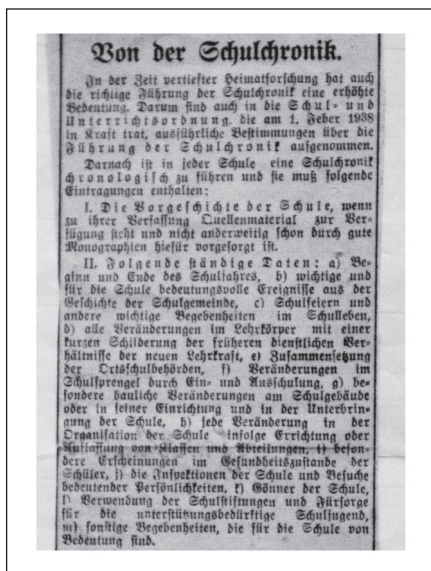 Von der Schulchronik.
In der Zeit vertiefter Heimatforschung hat auch
die richtige Führung der Schulchronik eine erhöhte
Bedeutung. Darum sind auch in die Schul- und
Unterrichtsordnung, die am 1. Feber 1938
in Kraft trat, ausführliche Bestimmungen über die
Führung der Schulchronik aufgenommen.
Darnach ist in jeder Schule eine Schulchronik
chronologisch zu führen und sie muß folgende
Eintragungen enthalten:
I. Die Vorgeschichte der Schule, wenn
zu ihrer Verfassung Quellenmaterial zur Ver-
fügung steht und nicht anderweitig schon durch gute
Monographien hiefür vorgesorgt ist.
II. Folgende ständige Daten: a) Be-
ginn und Ende des Schuljahres, b) wichtige und
für die Schule bedeutungsvolle Ereignisse aus der
Geschichte der Schulgemeinde, c) Schulfeiern und
andere wichtige Begebenheiten im Schulleben,
d) alle Veränderungen im Lehrkörper mit einer
kurzen Schilderung der früheren dienstlichen Ver-
hältnisse der neuen Lehrkraft, e) Zusammensetzung
der Ortsschulbehörden, f) Veränderungen im
Schulsprengel durch Ein- und Ausschulung, g) be-
sondere bauliche Veränderungen am Schulgebäude
oder in seiner Einrichtung und in der Unterbrin-
gung der Schule, h) jede Veränderung in der
Organisation der Schule infolge Errichtung oder
Auflassung von Klassen und Abteilungen, i) beson-
dere Erscheinungen im Gesundheitszustande der
Schüler, j) die Inspektionen der Schule und Besuche
bedeutender Persönlichkeiten, k) Gönner der Schule,
l) Verwendung der Schulstiftungen und Fürsorge
für die unterstützungsbedürftige Schuljugend,
m) sonstige Begebenheiten, die für die Schule von
Bedeutung sind.